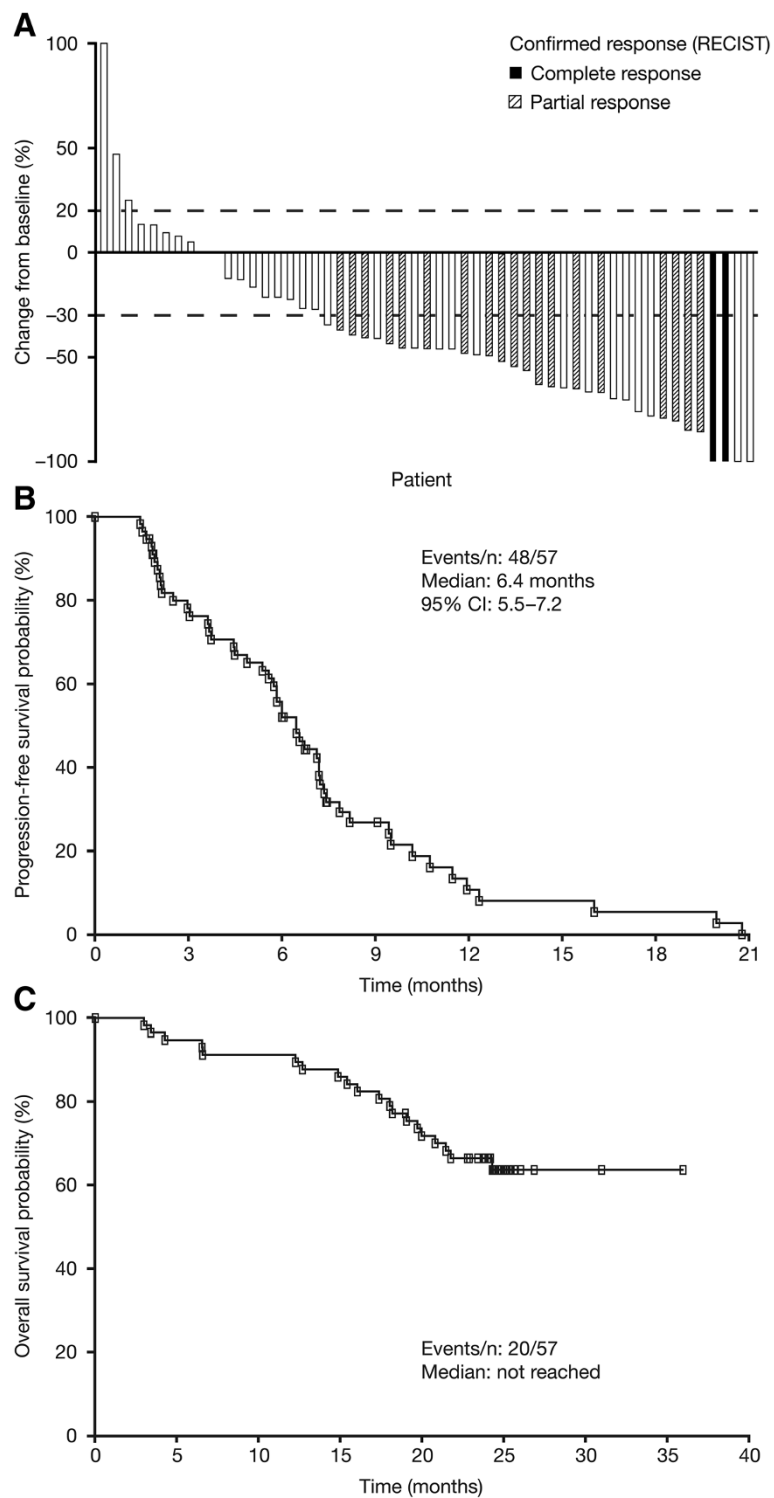 A
Confirmed response (RECIST)
Complete response
Partial response
Change from baseline (%)
100
50
20
0
−30
−50
−100
Patient
B
Events/n: 48/57
Median: 6.4 months
95% CI: 5.5–7.2
Progression-free survival probability (%)
100
80
60
40
20
0
0 3 6 9 12 15 18 21
Time (months)
C
Overall survival probability (%)
100
80
60
40
20
0
Events/n: 20/57
Median: not reached
0 5 10 15 20 25 30 35 40
Time (months)